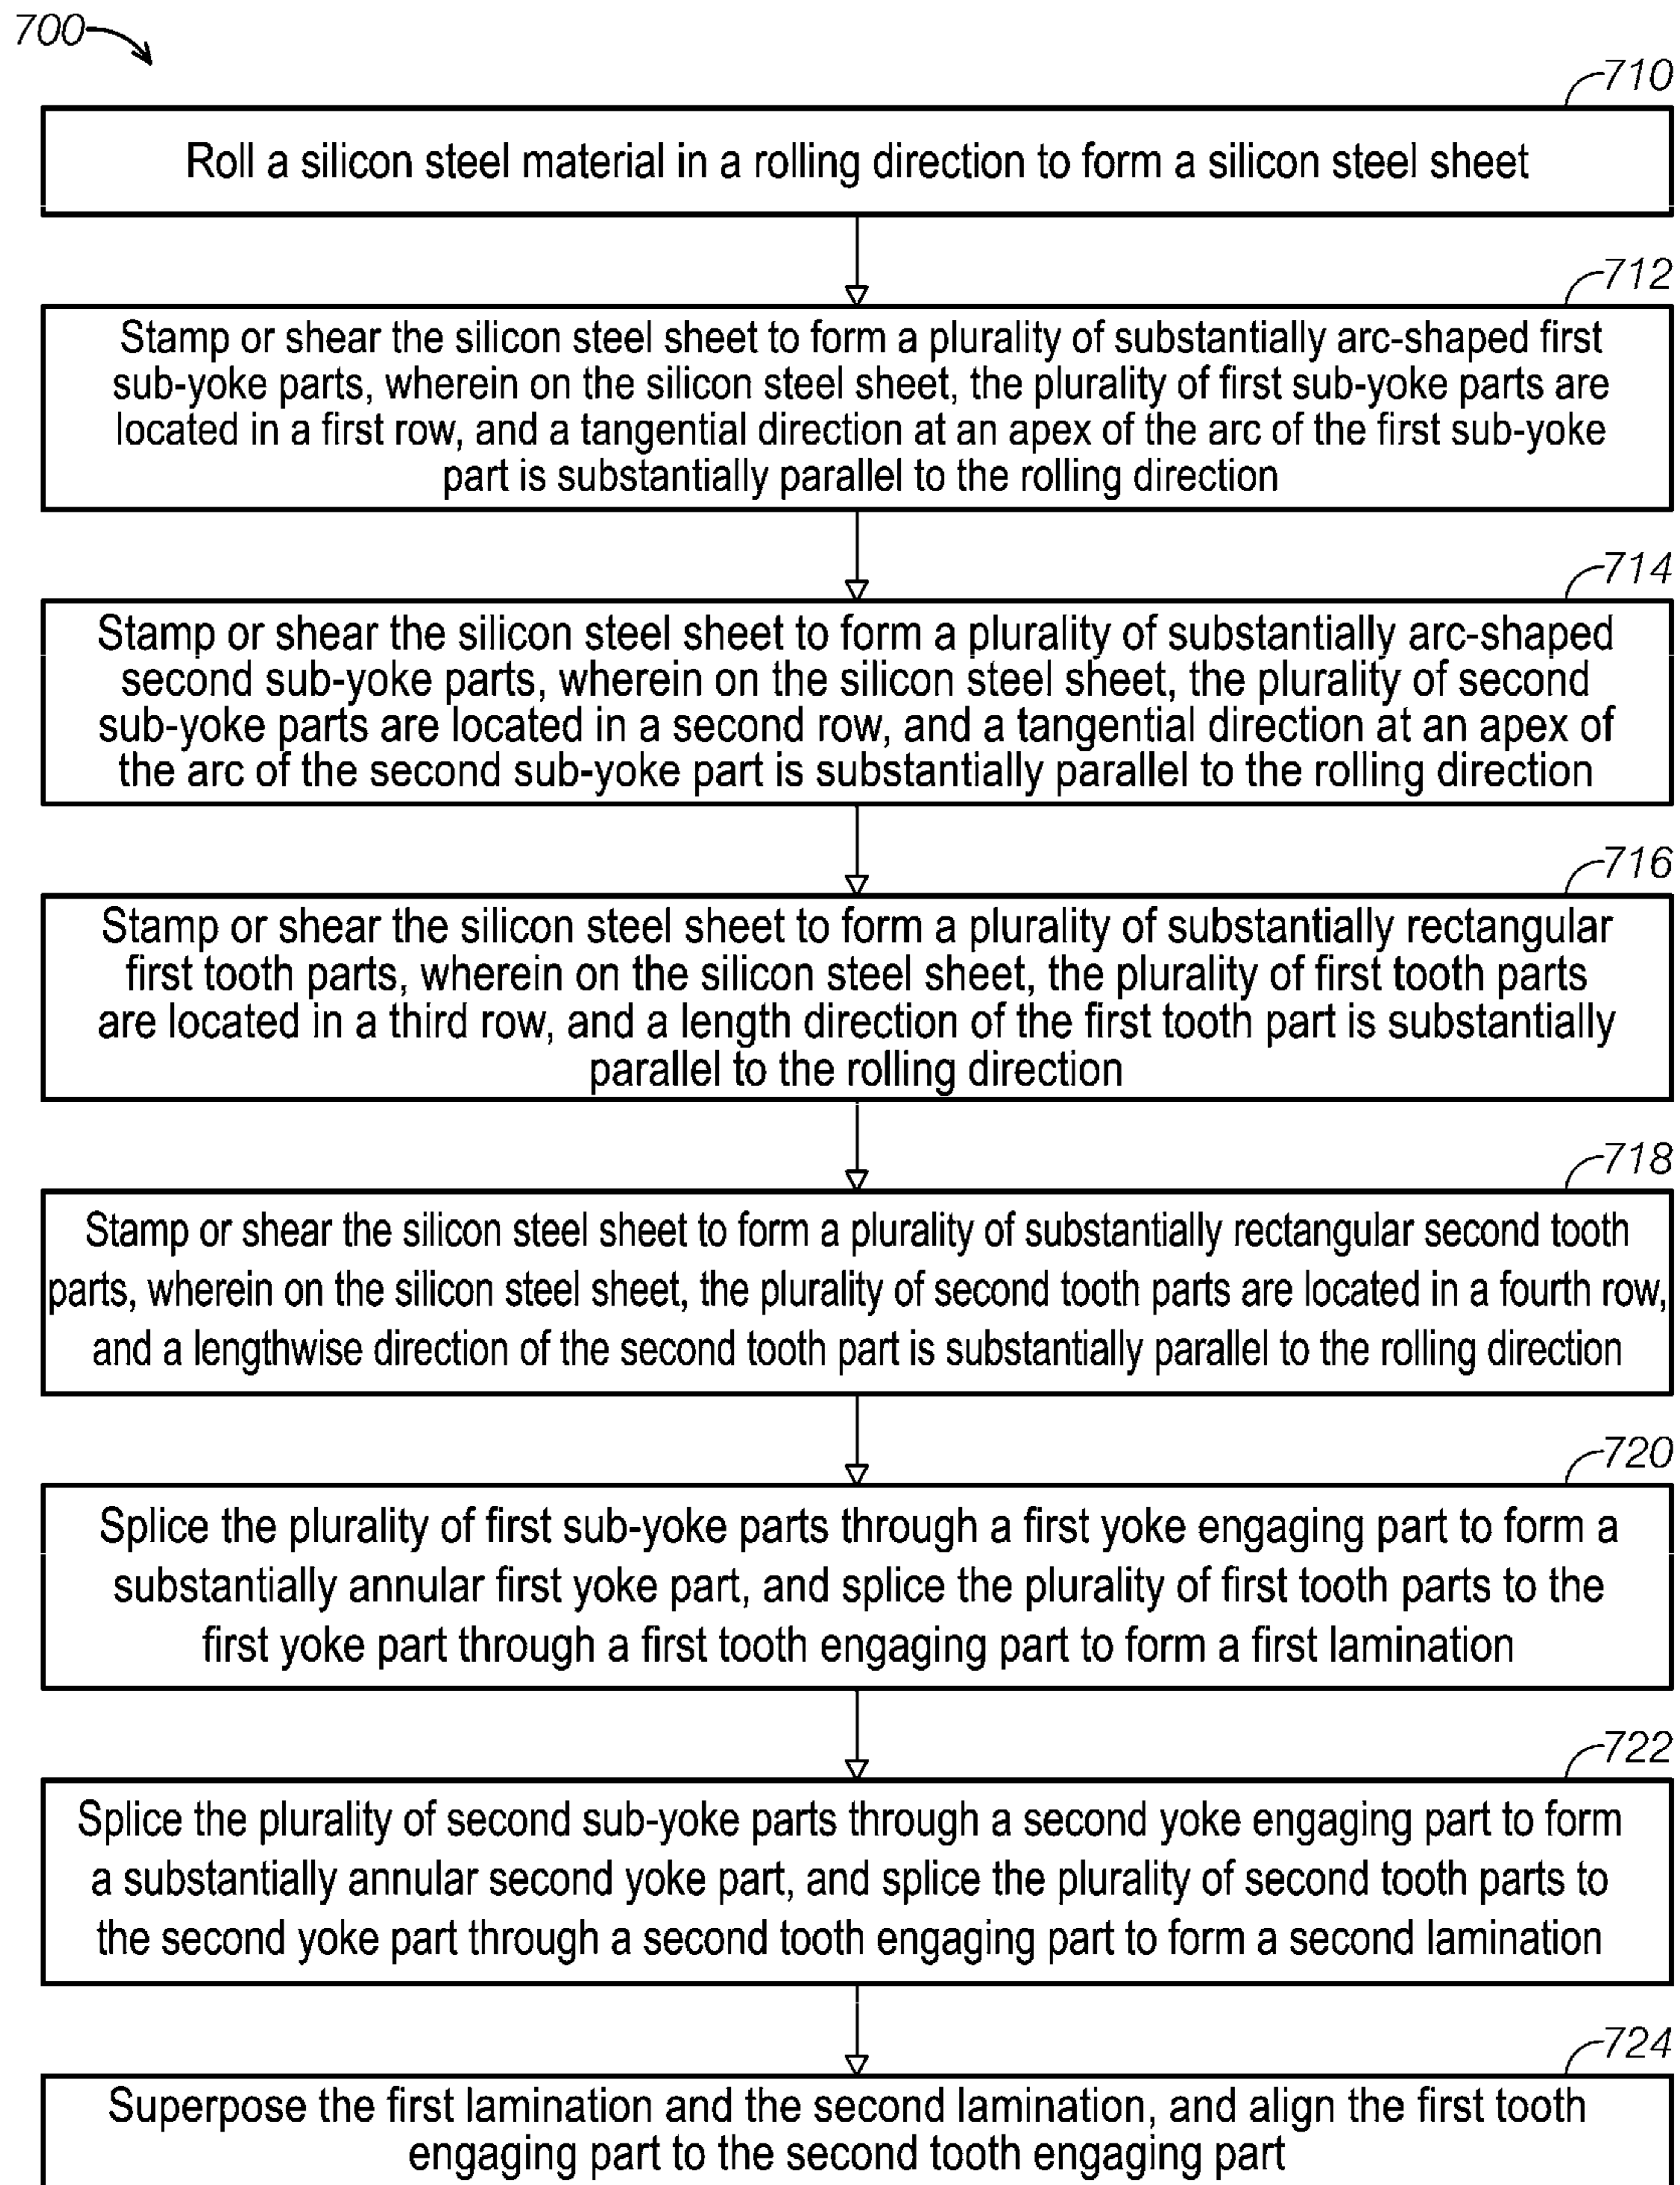 700
710
Roll a silicon steel material in a rolling direction to form a silicon steel sheet
712
Stamp or shear the silicon steel sheet to form a plurality of substantially arc-shaped first
sub-yoke parts, wherein on the silicon steel sheet, the plurality of first sub-yoke parts are
located in a first row, and a tangential direction at an apex of the arc of the first sub-yoke
part is substantially parallel to the rolling direction
714
Stamp or shear the silicon steel sheet to form a plurality of substantially arc-shaped
second sub-yoke parts, wherein on the silicon steel sheet, the plurality of second
sub-yoke parts are located in a second row, and a tangential direction at an apex of
the arc of the second sub-yoke part is substantially parallel to the rolling direction
716
Stamp or shear the silicon steel sheet to form a plurality of substantially rectangular
first tooth parts, wherein on the silicon steel sheet, the plurality of first tooth parts
are located in a third row, and a length direction of the first tooth part is substantially
parallel to the rolling direction
718
Stamp or shear the silicon steel sheet to form a plurality of substantially rectangular second tooth
parts, wherein on the silicon steel sheet, the plurality of second tooth parts are located in a fourth row,
and a lengthwise direction of the second tooth part is substantially parallel to the rolling direction
720
Splice the plurality of first sub-yoke parts through a first yoke engaging part to form a
substantially annular first yoke part, and splice the plurality of first tooth parts to the
first yoke part through a first tooth engaging part to form a first lamination
722
Splice the plurality of second sub-yoke parts through a second yoke engaging part to form
a substantially annular second yoke part, and splice the plurality of second tooth parts to
the second yoke part through a second tooth engaging part to form a second lamination
724
Superpose the first lamination and the second lamination, and align the first tooth
engaging part to the second tooth engaging part